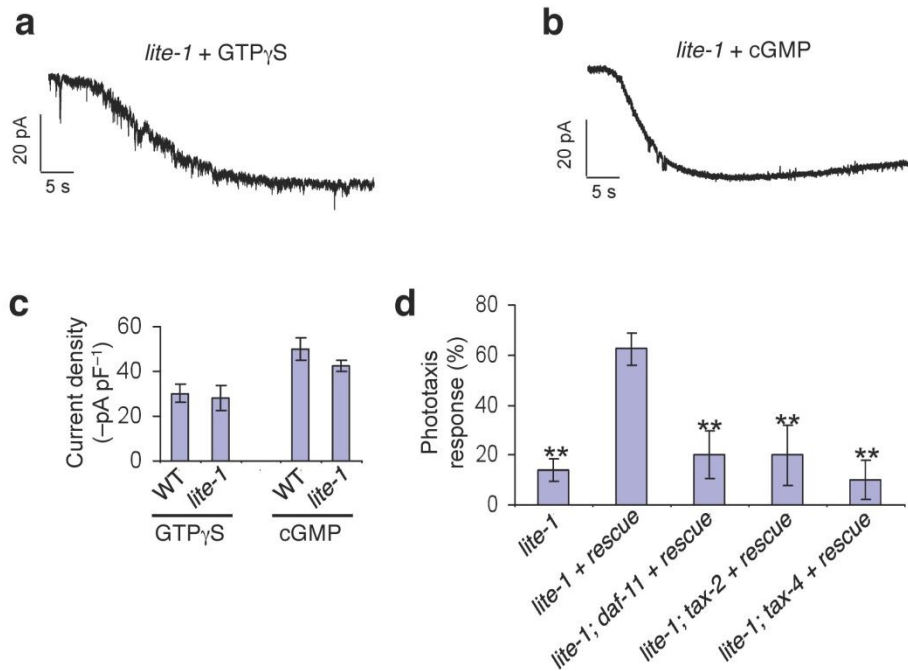 a
lite-1 + GTPγS
20 pA
5 s
b
lite-1 + cGMP
20 pA
5 s
c
Current density
(–pA pF⁻¹)
60
40
20
0
WT
lite-1
WT
lite-1
GTPγS
cGMP
d
Phototaxis
response (%)
80
60
40
20
0
**
**
**
**
lite-1
lite-1 + rescue
lite-1; daf-11 + rescue
lite-1; tax-2 + rescue
lite-1; tax-4 + rescue